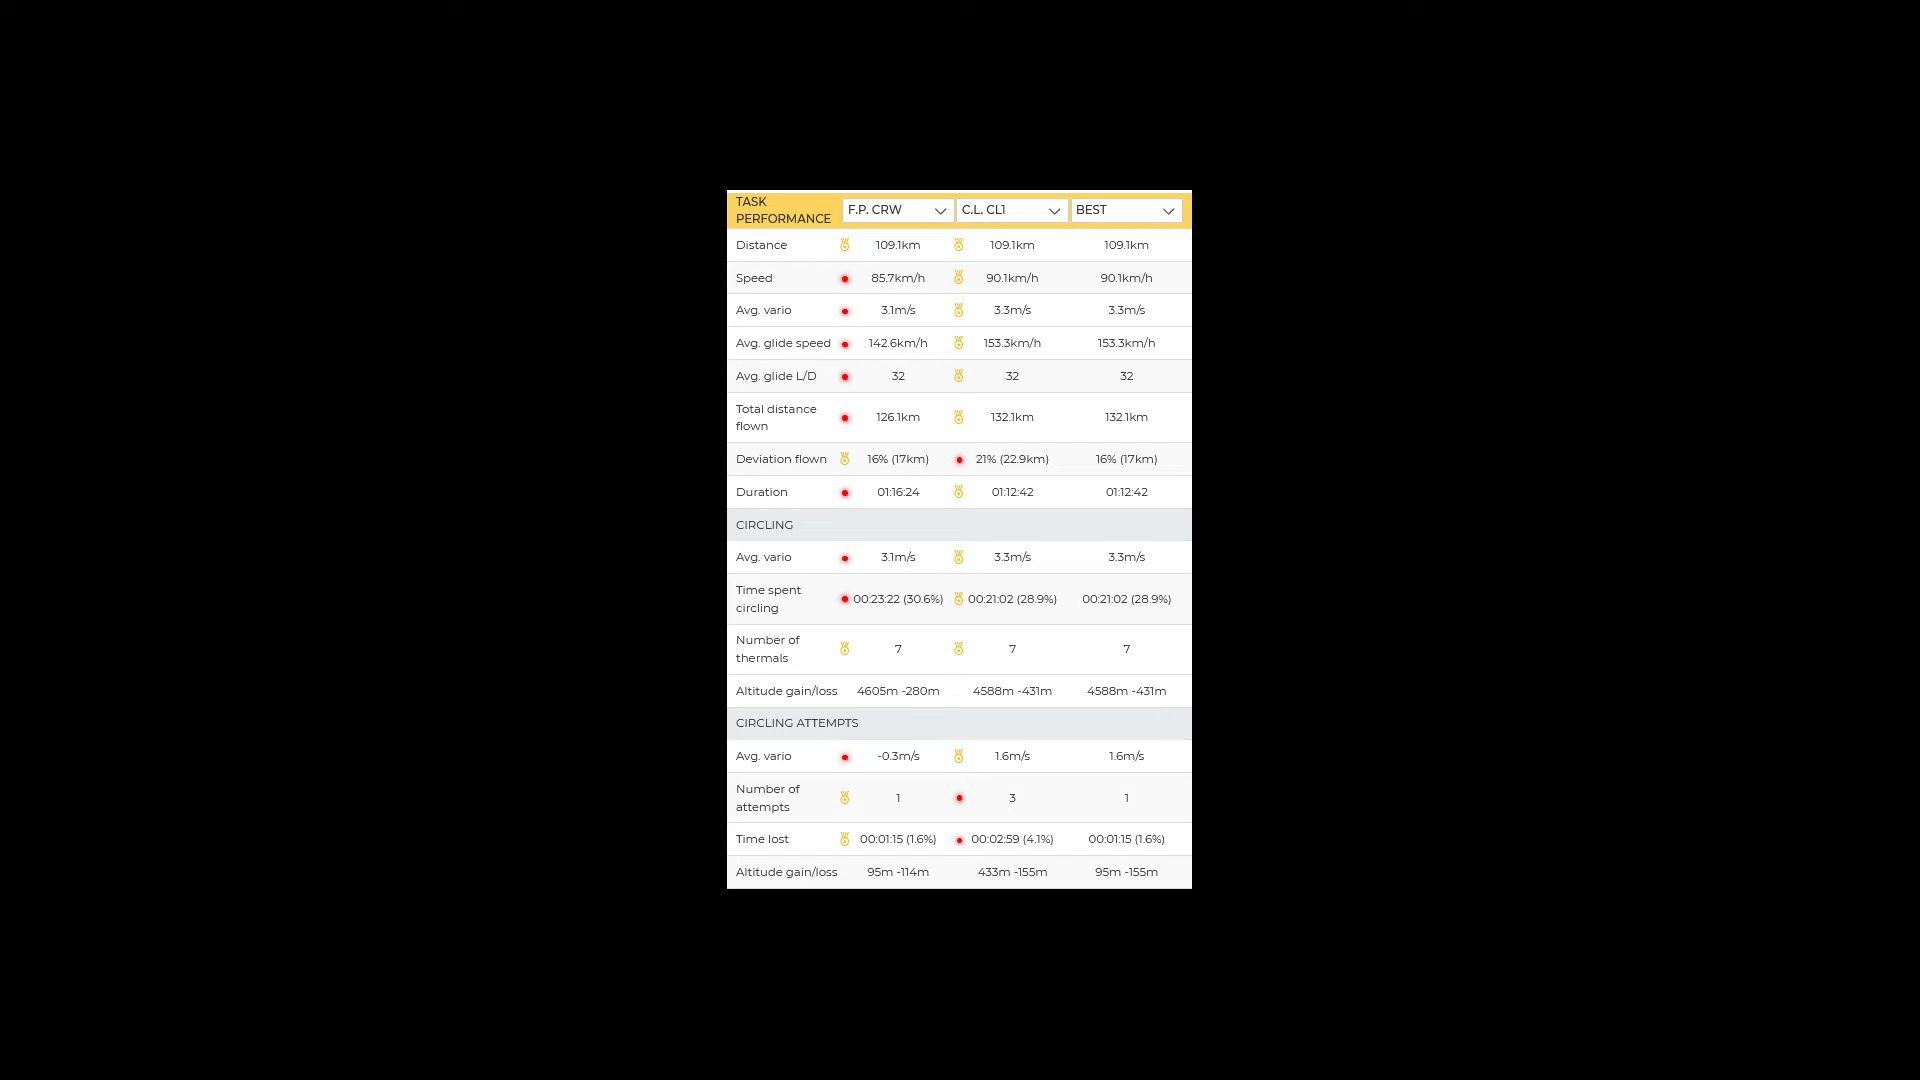 TASK PERFORMANCE F.P. CRW C.L. CL1 BEST
Distance 109.1km 109.1km 109.1km
Speed 85.7km/h 90.1km/h 90.1km/h
Avg. vario 3.1m/s 3.3m/s 3.3m/s
Avg. glide speed 142.6km/h 153.3km/h 153.3km/h
Avg. glide L/D 32 32 32
Total distance flown 126.1km 132.1km 132.1km
Deviation flown 16% (17km) 21% (22.9km) 16% (17km)
Duration 01:16:24 01:12:42 01:12:42
CIRCLING
Avg. vario 3.1m/s 3.3m/s 3.3m/s
Time spent circling 00:23:22 (30.6%) 00:21:02 (28.9%) 00:21:02 (28.9%)
Number of thermals 7 7 7
Altitude gain/loss 4605m -280m 4588m -431m 4588m -431m
CIRCLING ATTEMPTS
Avg. vario -0.3m/s 1.6m/s 1.6m/s
Number of attempts 1 3 1
Time lost 00:01:15 (1.6%) 00:02:59 (4.1%) 00:01:15 (1.6%)
Altitude gain/loss 95m -114m 433m -155m 95m -155m